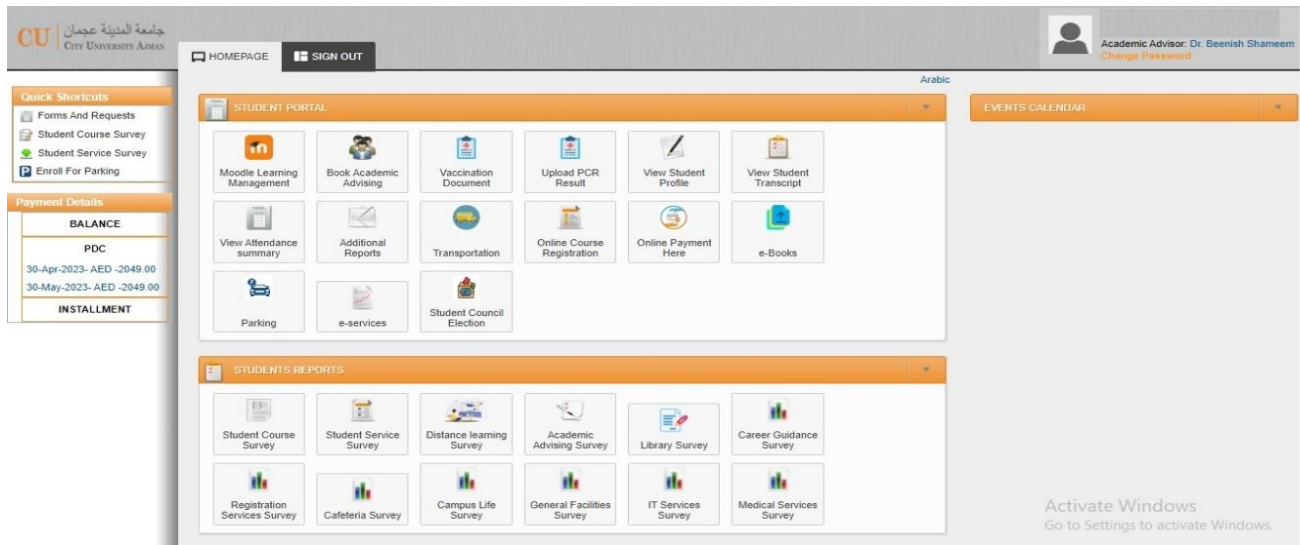 CU
جامعة المدينة عجمان
CITY UNIVERSITY AJMAN
HOMEPAGE
SIGN OUT
Academic Advisor: Dr. Beenish Shameem
Change Password
Arabic
Quick Shortcuts
Forms And Requests
Student Course Survey
Student Service Survey
P Enroll For Parking
Payment Details
BALANCE
PDC
30-Apr-2023- AED -2049.00
30-May-2023- AED -2049.00
INSTALLMENT
STUDENT PORTAL
m
Moodle Learning
Management
Book Academic
Advising
Vaccination
Document
Upload PCR
Result
View Student
Profile
View Student
Transcript
View Attendance
summary
Additional
Reports
Transportation
Online Course
Registration
Online Payment
Here
e-Books
Parking
e-services
Student Council
Election
STUDENTS REPORTS
Student Course
Survey
Student Service
Survey
Distance learning
Survey
Academic
Advising Survey
Library Survey
Career Guidance
Survey
Registration
Services Survey
Cafeteria Survey
Campus Life
Survey
General Facilities
Survey
IT Services
Survey
Medical Services
Survey
EVENTS CALENDAR
Activate Windows
Go to Settings to activate Windows.